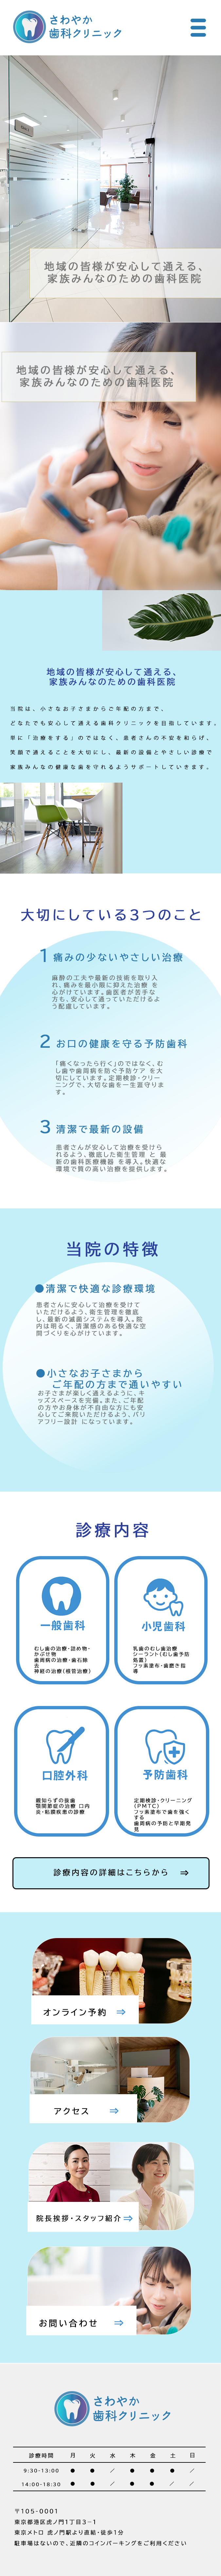 さわやか
歯科クリニック
地域の皆様が安心して通える、
家族みんなのための歯科医院
地域の皆様が安心して通える、
家族みんなのための歯科医院
地域の皆様が安心して通える、
家族みんなのための歯科医院
当院は、小さなお子さまからご年配の方まで、
どなたでも安心して通える歯科クリニックを目指しています。
単に「治療をする」のではなく、患者さんの不安を和らげ、
笑顔で通えることを大切にし、最新の設備とやさしい診療で
家族みんなの健康な歯を守れるようサポートしていきます。
大切にしている3つのこと
1 痛みの少ないやさしい治療
麻酔の工夫や最新の技術を取り入
れ、痛みを最小限に抑えた治療 を
心がけています。歯医者が苦手な
方も、安心して通っていただけるよ
う配慮しています。
2 お口の健康を守る予防歯科
「痛くなったら行く」のではなく、む
し歯や歯周病を防ぐ予防ケア を大
切にしています。定期検診・クリー
ニングで、大切な歯を一生涯守りま
す。
3 清潔で最新の設備
患者さんが安心して治療を受けら
れるよう、徹底した衛生管理 と 最
新の歯科医療機器 を導入。快適な
環境で質の高い治療を提供します。
当院の特徴
●清潔で快適な診療環境
患者さんに安心して治療を受けて
いただけるよう、衛生管理を徹底
し、最新の滅菌システムを導入。院
内は明るく、清潔感のある快適な空
間づくりを心がけています。
●小さなお子さまから
ご年配の方まで通いやすい
お子さまが楽しく通えるように、キ
ッズスペースを完備。また、ご年配
の方やお身体が不自由な方にも安
心してご来院いただけるよう、バリ
アフリー設計 になっています。
診療内容
一般歯科
むし歯の治療・詰め物・
かぶせ物
歯周病の治療・歯石除
去
神経の治療(根管治療)
小児歯科
乳歯のむし歯治療
シーラント(むし歯予防
処置)
フッ素塗布・歯磨き指
導
口腔外科
親知らずの抜歯
顎関節症の治療 口内
炎・粘膜疾患の診療
予防歯科
定期検診・クリーニング
(PMTC)
フッ素塗布で歯を強く
する
歯周病の予防と早期発
見
診療内容の詳細はこちらから ⇒
オンライン予約 ⇒
アクセス ⇒
院長挨拶・スタッフ紹介 ⇒
お問い合わせ ⇒
さわやか
歯科クリニック
診療時間 月 火 水 木 金 土 日
9:30-13:00 ● ● ／ ● ● ● ／
14:00-18:30 ● ● ／ ● ● ／ ／
〒105-0001
東京都港区虎ノ門1丁目3−1
東京メトロ 虎ノ門駅より直結・徒歩1分
駐車場はないので、近隣のコインパーキングをご利用ください